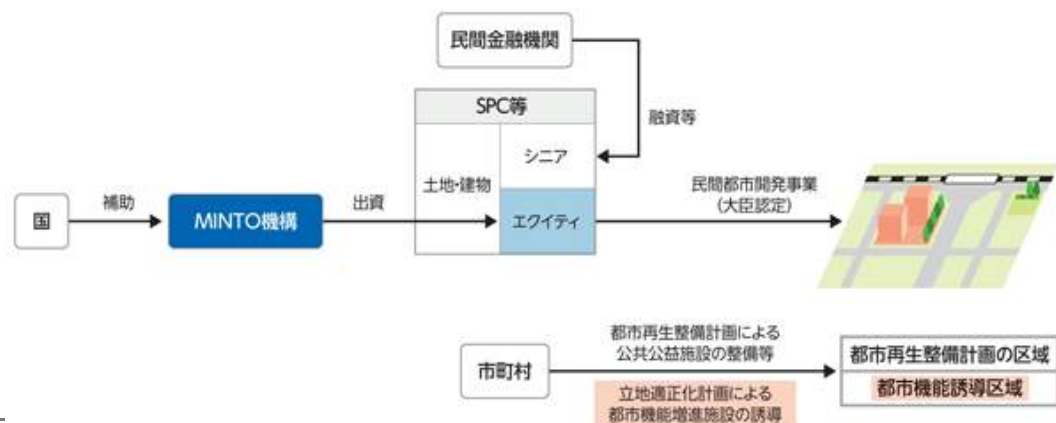 民間金融機関
SPC等
融資等
シニア
土地・建物
民間都市開発事業
(大臣認定)
国
補助
MINTO機構
出資
エクイティ
都市再生整備計画による
公共公益施設の整備等
市町村
立地適正化計画による
都市機能増進施設の誘導
都市再生整備計画の区域
都市機能誘導区域